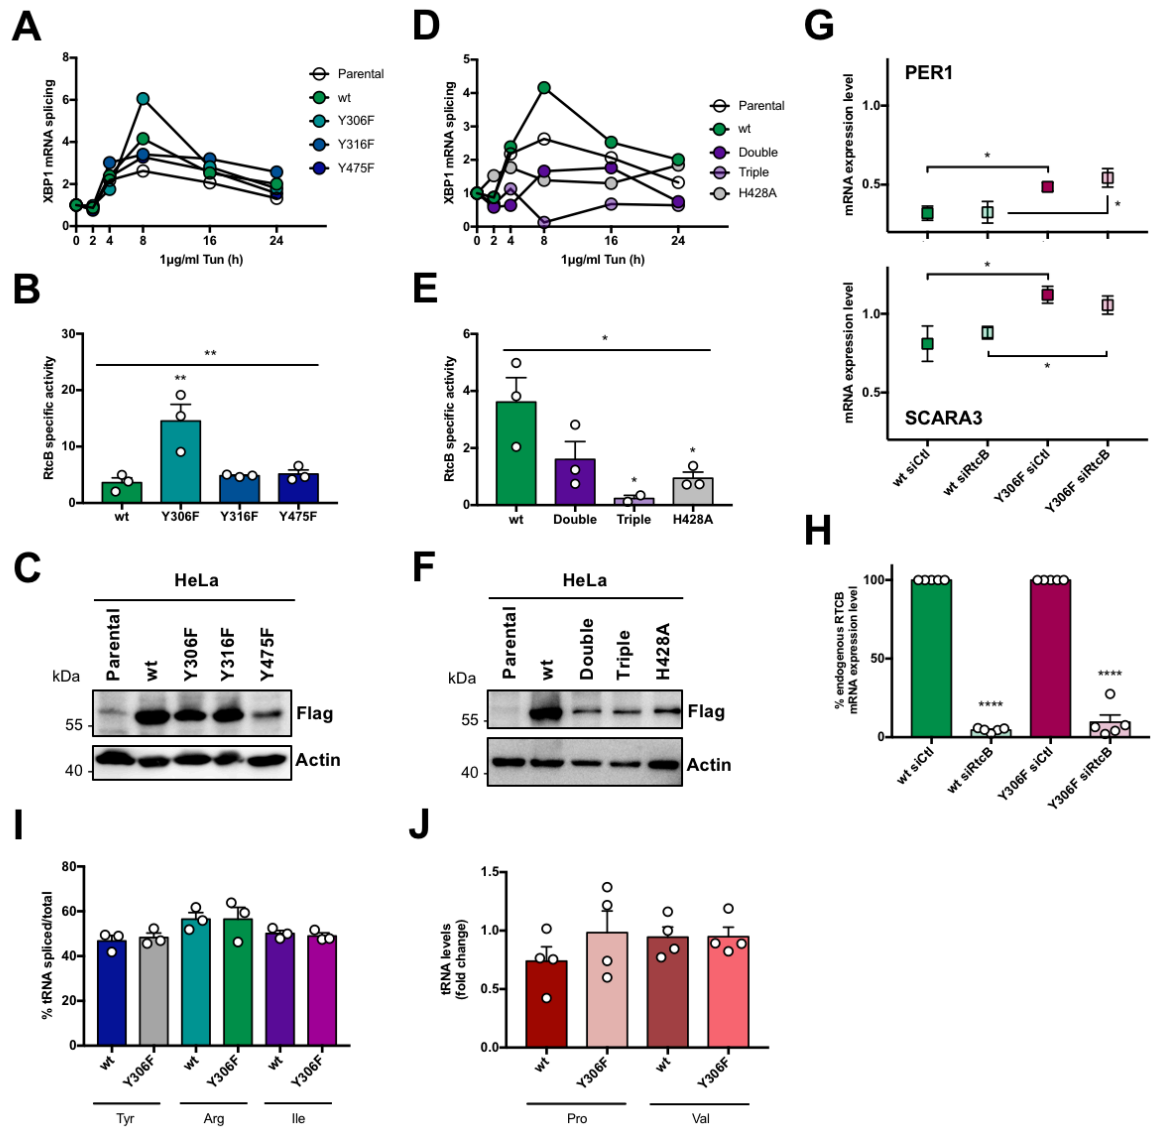 A
XBP1 mRNA splicing
8
6
4
2
0
0 2 4 8 16 24
1µg/ml Tun (h)
Parental
wt
Y306F
Y316F
Y475F
D
XBP1 mRNA splicing
5
4
3
2
1
0
0 2 4 8 16 24
1µg/ml Tun (h)
Parental
wt
Double
Triple
H428A
G
PER1
mRNA expression level
1.0
0.5
*
*
mRNA expression level
1.0
0.5
*
*
SCARA3
wt siCtl
wt siRtcB
Y306F siCtl
Y306F siRtcB
B
RtcB specific activity
30
20
10
0
**
**
wt Y306F Y316F Y475F
E
RtcB specific activity
6
4
2
0
*
*
*
wt Double Triple H428A
C
HeLa
Parental
wt
Y306F
Y316F
Y475F
kDa
55
Flag
40
Actin
F
HeLa
Parental
wt
Double
Triple
H428A
kDa
55
Flag
40
Actin
H
% endogenous RTCB
mRNA expression level
100
50
0
****
****
wt siCtl
wt siRtcB
Y306F siCtl
Y306F siRtcB
I
% tRNA spliced/total
80
60
40
20
0
wt
Y306F
wt
Y306F
wt
Y306F
Tyr Arg Ile
J
tRNA levels
(fold change)
1.5
1.0
0.5
0.0
wt
Y306F
wt
Y306F
Pro Val